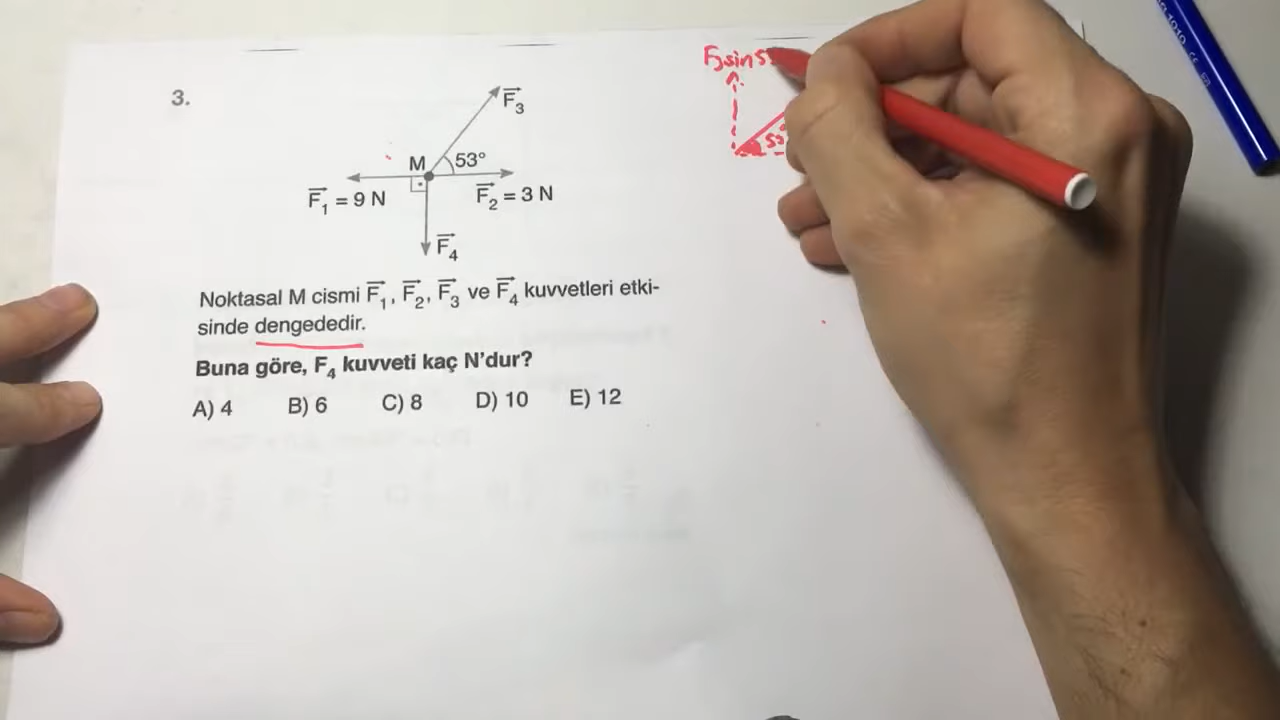 3.
F₃
M
53°
F₁ = 9 N
F₂ = 3 N
F₄
Noktasal M cismi F₁, F₂, F₃ ve F₄ kuvvetleri etki-
sinde dengededir.
Buna göre, F₄ kuvveti kaç N'dur?
A) 4 B) 6 C) 8 D) 10 E) 12